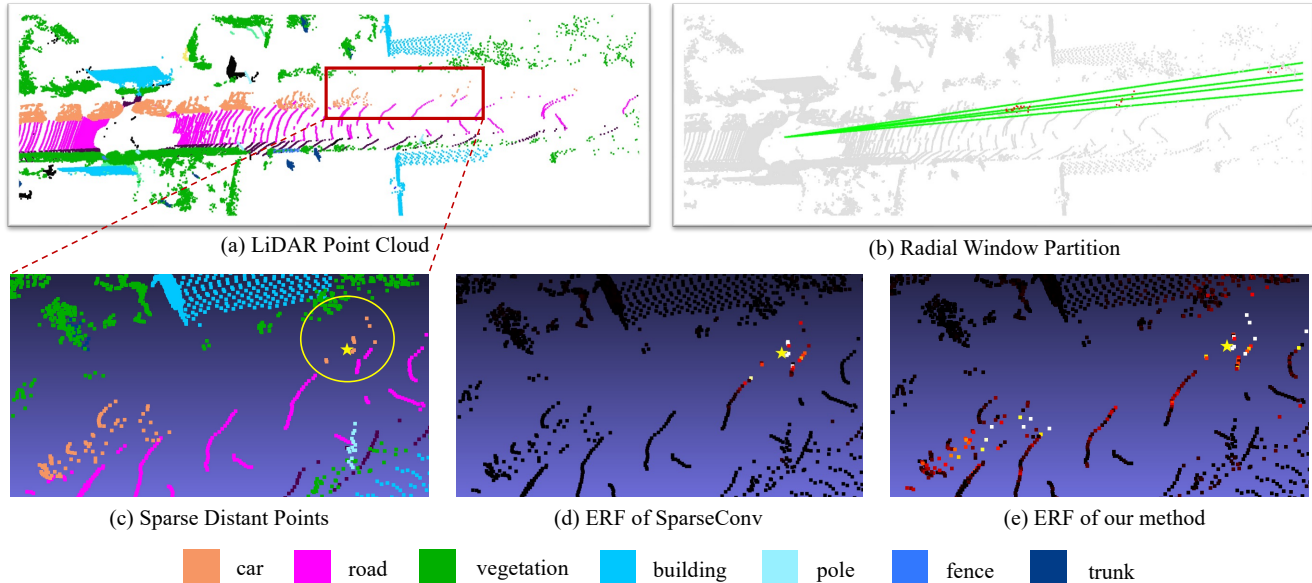 (a) LiDAR Point Cloud
(b) Radial Window Partition
(c) Sparse Distant Points
(d) ERF of SparseConv
(e) ERF of our method
car road vegetation building pole fence trunk